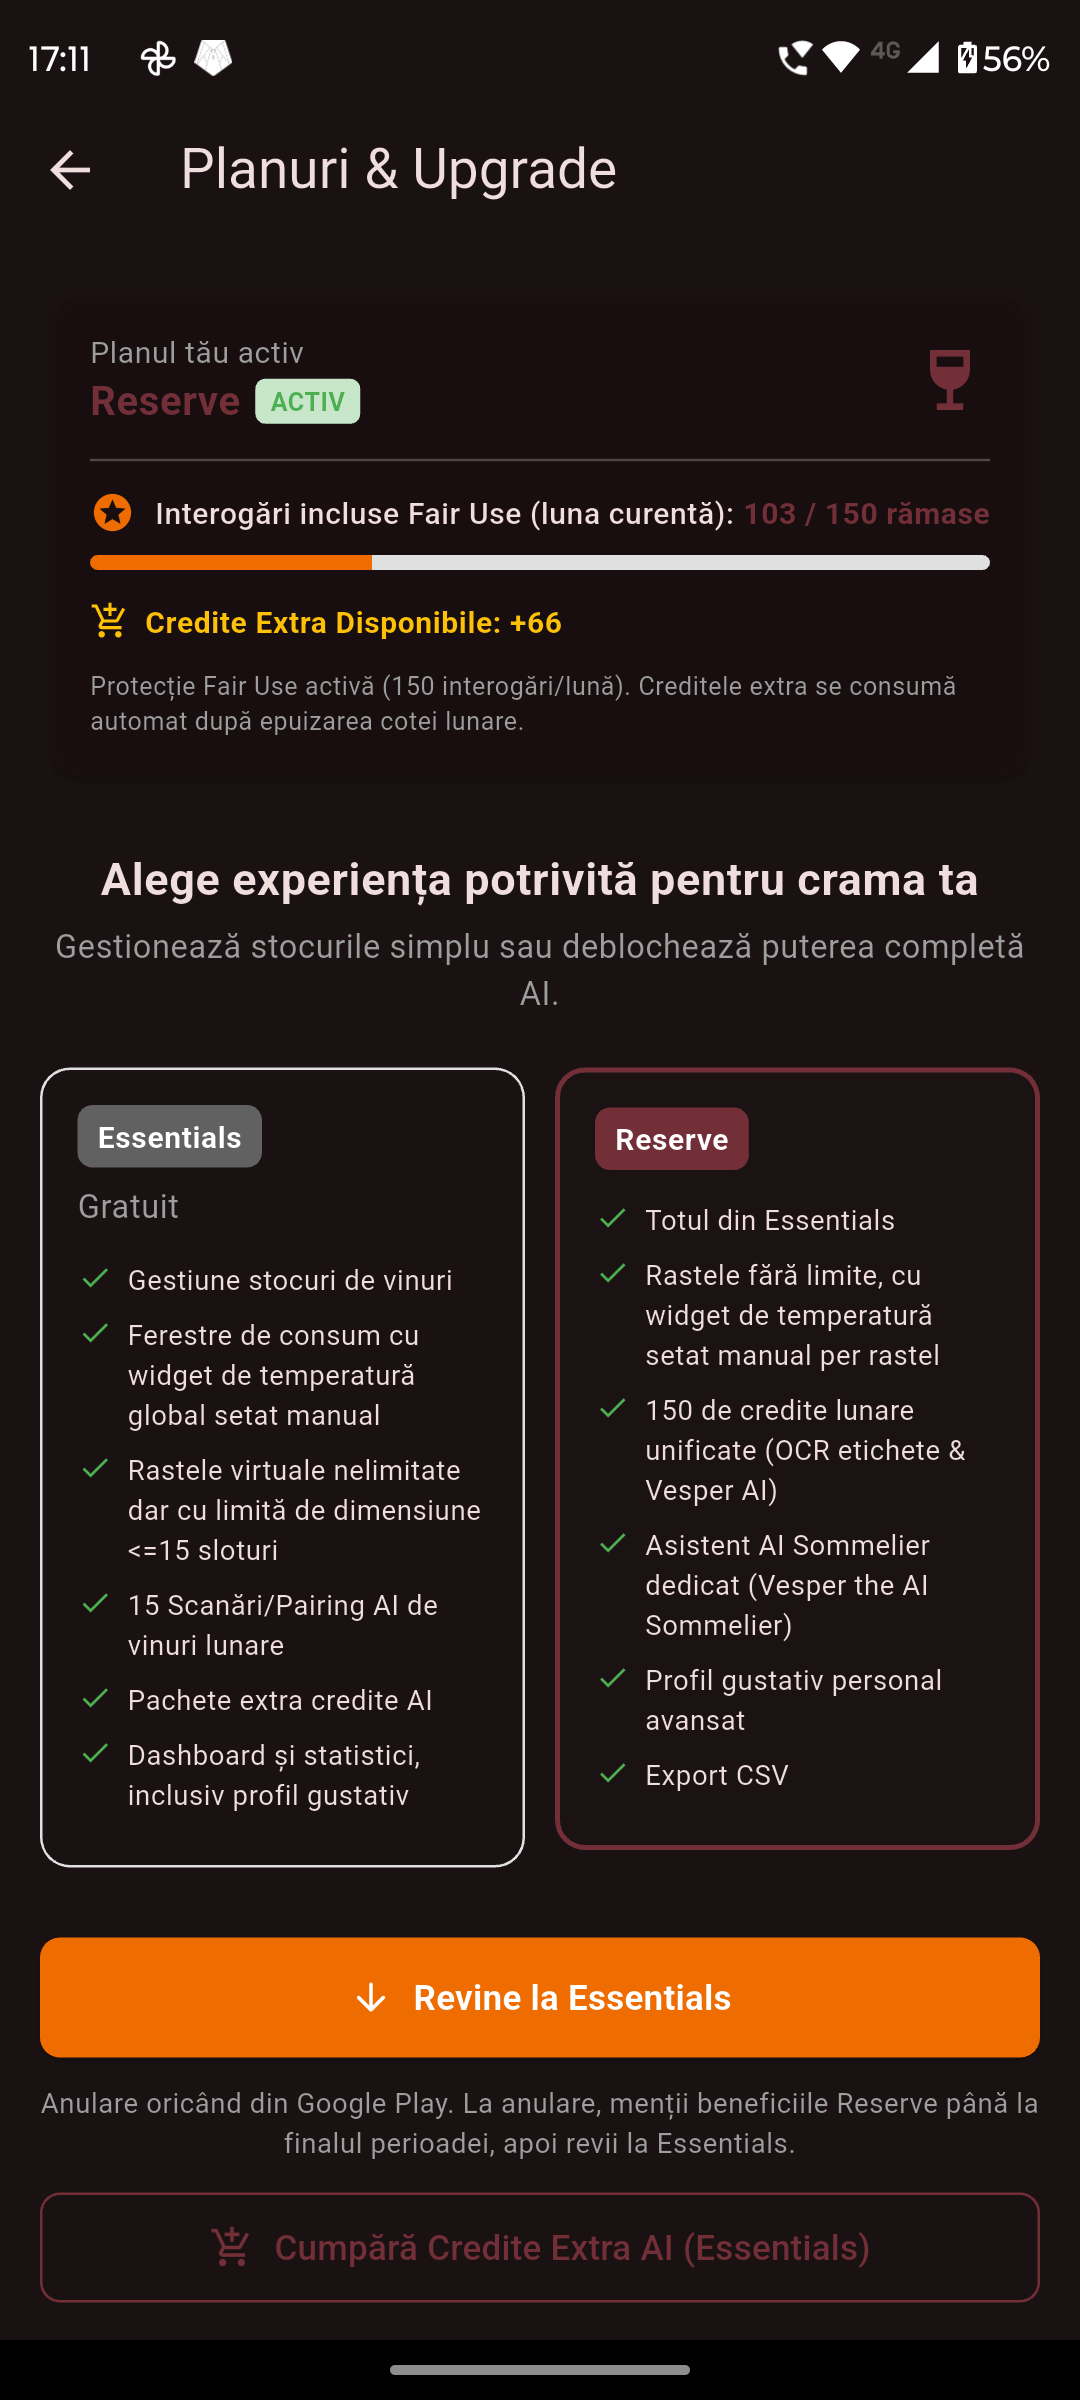 17:11
4G
56%
Planuri & Upgrade
Planul tău activ
Reserve ACTIV
Interogări incluse Fair Use (luna curentă): 103 / 150 rămase
Credite Extra Disponibile: +66
Protecție Fair Use activă (150 interogări/lună). Creditele extra se consumă
automat după epuizarea cotei lunare.
Alege experiența potrivită pentru crama ta
Gestionează stocurile simplu sau deblochează puterea completă
AI.
Essentials
Gratuit
Gestiune stocuri de vinuri
Ferestre de consum cu
widget de temperatură
global setat manual
Rastele virtuale nelimitate
dar cu limită de dimensiune
<=15 sloturi
15 Scanări/Pairing AI de
vinuri lunare
Pachete extra credite AI
Dashboard și statistici,
inclusiv profil gustativ
Reserve
Totul din Essentials
Rastele fără limite, cu
widget de temperatură
setat manual per rastel
150 de credite lunare
unificate (OCR etichete &
Vesper AI)
Asistent AI Sommelier
dedicat (Vesper the AI
Sommelier)
Profil gustativ personal
avansat
Export CSV
Revine la Essentials
Anulare oricând din Google Play. La anulare, menții beneficiile Reserve până la
finalul perioadei, apoi revii la Essentials.
Cumpără Credite Extra AI (Essentials)